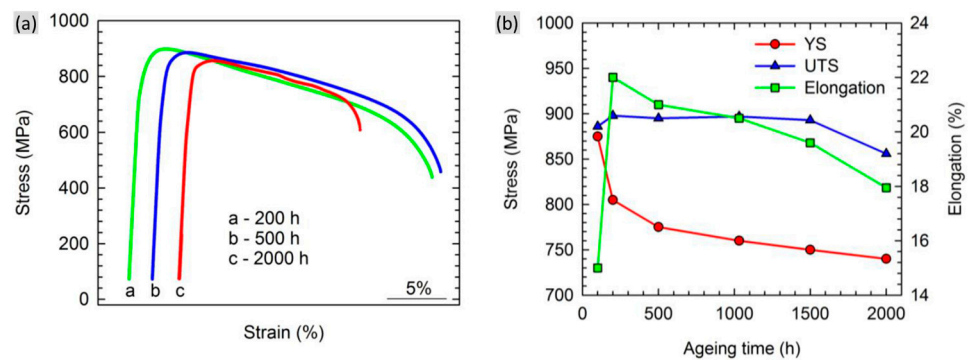 (a)
1000
800
600
400
200
0
Stress (MPa)
a - 200 h
b - 500 h
c - 2000 h
a b c
5%
Strain (%)
(b)
1000
950
900
850
800
750
700
Stress (MPa)
YS
UTS
Elongation
24
22
20
18
16
14
Elongation (%)
0 500 1000 1500 2000
Ageing time (h)